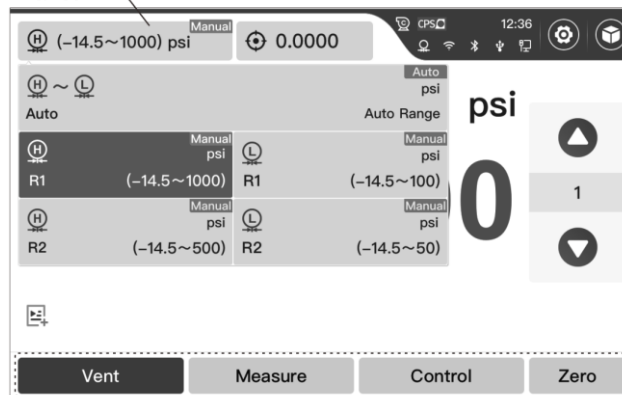 Manual
H (−14.5~1000) psi
0.0000
CPS
12:36
H ~ L
Auto
psi
Auto
Auto Range
psi
H
Manual
psi
R1
(−14.5~1000)
L
Manual
psi
R1
(−14.5~100)
H
Manual
psi
R2
(−14.5~500)
L
Manual
psi
R2
(−14.5~50)
0
1
Vent
Measure
Control
Zero